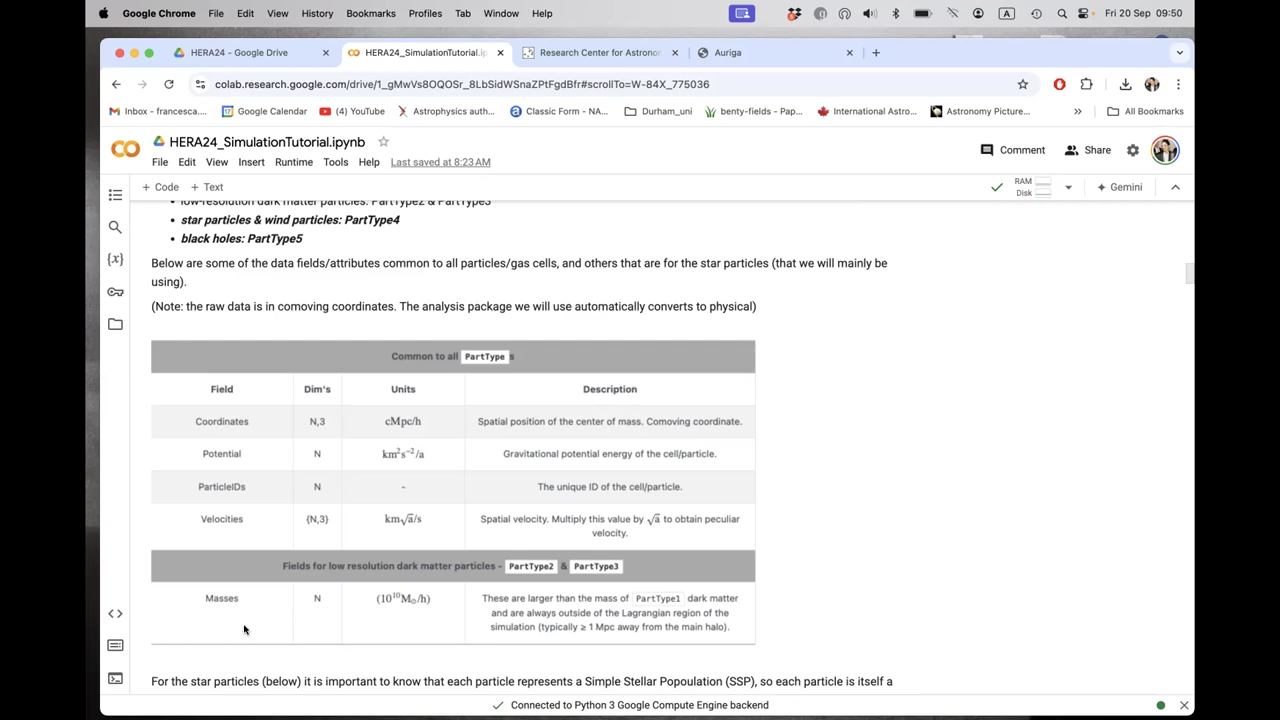 Google Chrome File Edit View History Bookmarks Profiles Tab Window Help A Fri 20 Sep 09:50
HERA24 - Google Drive HERA24_SimulationTutorial.ip Research Center for Astronom Auriga
colab.research.google.com/drive/1_gMwVs8OQOSr_8LbSidWSnaZPtFgdBfr#scrollTo=W-84X_775036
Inbox - francesca.... Google Calendar (4) YouTube Astrophysics auth... Classic Form - NA... Durham_uni benty-fields - Pap... International Astro... Astronomy Picture... » All Bookmarks
HERA24_SimulationTutorial.ipynb
File Edit View Insert Runtime Tools Help Last saved at 8:23 AM
Comment Share
+ Code + Text
RAM
Disk
Gemini
• low-resolution dark matter particles: PartType2 & PartType3
• star particles & wind particles: PartType4
• black holes: PartType5
Below are some of the data fields/attributes common to all particles/gas cells, and others that are for the star particles (that we will mainly be
using).
(Note: the raw data is in comoving coordinates. The analysis package we will use automatically converts to physical)
Common to all PartType s
Field Dim's Units Description
Coordinates N,3 cMpc/h Spatial position of the center of mass. Comoving coordinate.
Potential N km²s⁻²/a Gravitational potential energy of the cell/particle.
ParticleIDs N - The unique ID of the cell/particle.
Velocities {N,3} km√a/s Spatial velocity. Multiply this value by √a to obtain peculiar
velocity.
Fields for low resolution dark matter particles - PartType2 & PartType3
Masses N (10¹⁰M⊙/h) These are larger than the mass of PartType1 dark matter
and are always outside of the Lagrangian region of the
simulation (typically ≥ 1 Mpc away from the main halo).
For the star particles (below) it is important to know that each particle represents a Simple Stellar Popoulation (SSP), so each particle is itself a
Connected to Python 3 Google Compute Engine backend